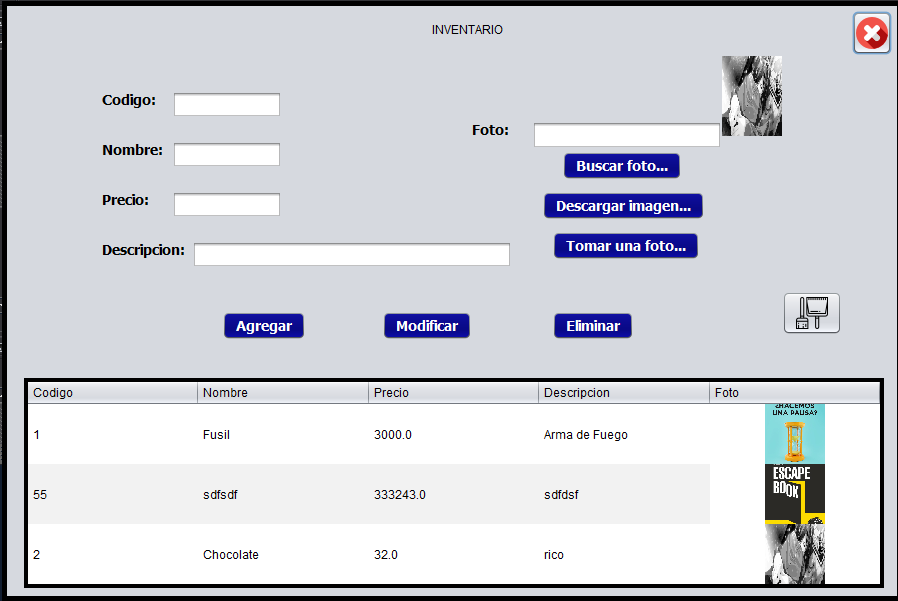 INVENTARIO
Codigo:
Foto:
Nombre:
Buscar foto...
Precio:
Descargar imagen...
Descripcion:
Tomar una foto...
Agregar Modificar Eliminar
Codigo Nombre Precio Descripcion Foto
¿HACEMOS
UNA PAUSA?
1 Fusil 3000.0 Arma de Fuego
ESCAPE
BOOK
55 sdfsdf 333243.0 sdfdsf
2 Chocolate 32.0 rico